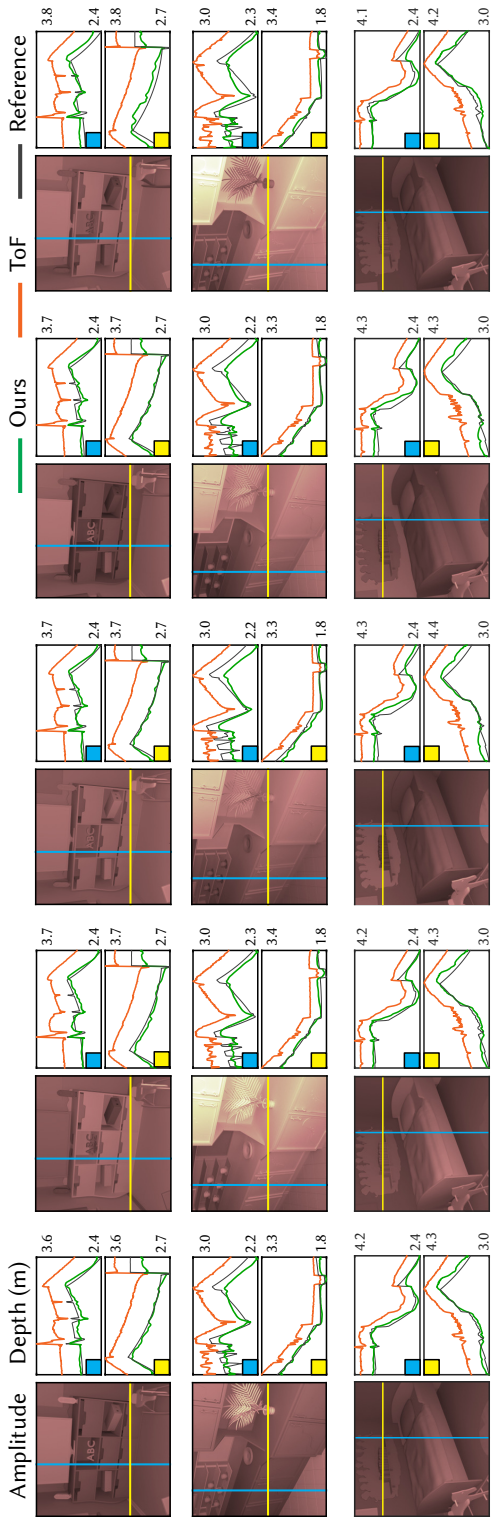 Amplitude Depth (m) Ours ToF Reference
3.6 3.7 3.7 3.7 3.8
ABC 2.4 ABC 2.4 ABC 2.4 ABC 2.4 ABC 2.4
3.8 3.7 3.7 3.7 3.8
2.7 2.7 2.7 2.7 2.7
3.0 3.0 3.0 3.0 3.0
2.2 2.3 2.2 2.2 2.3
3.3 3.4 3.3 3.3 3.4
1.8 1.8 1.8 1.8 1.8
4.2 4.2 4.3 4.3 4.1
2.4 2.4 2.4 2.4 2.4
4.3 4.3 4.4 4.3 4.2
3.0 3.0 3.0 3.0 3.0